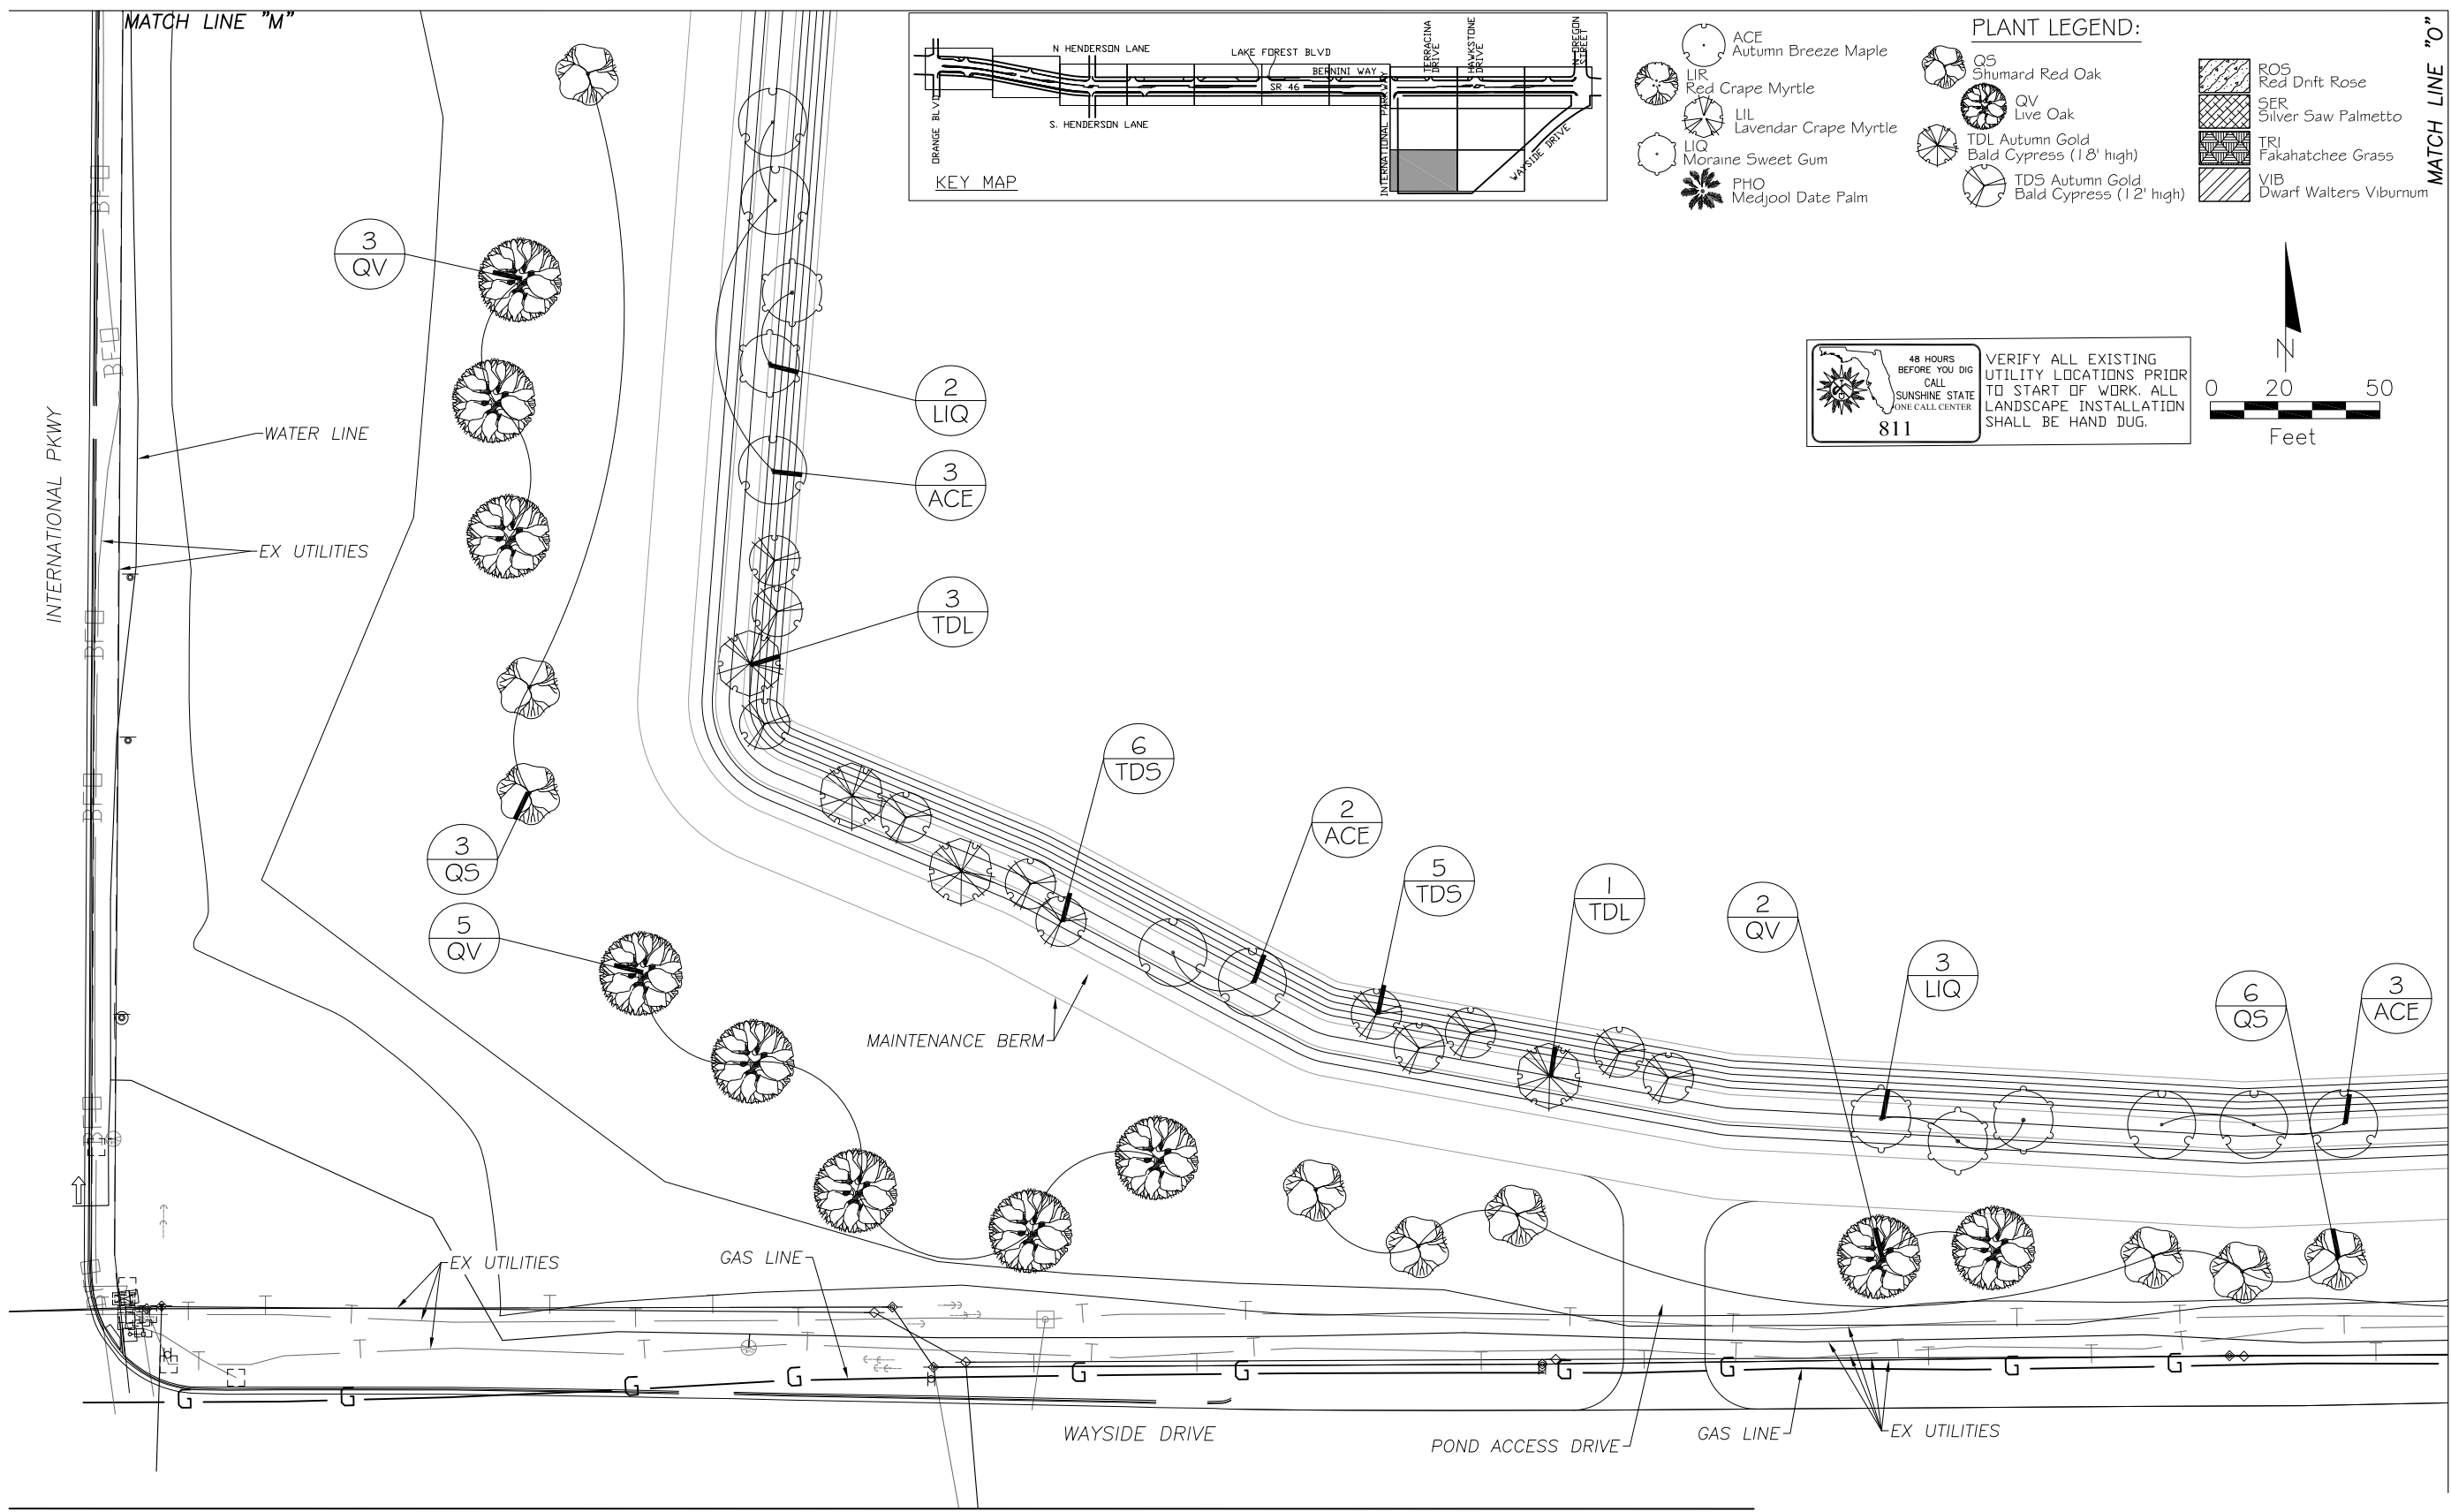 MATCH LINE "M"
N HENDERSON LANE
LAKE FOREST BLVD
BERNINI WAY
SR 46
S. HENDERSON LANE
ORANGE BLVD
INTERNATIONAL PARKWAY
TERRACINA
DRIVE
HAWKSTONE
DRIVE
N OREGON
STREET
WAYSIDE DRIVE
KEY MAP
PLANT LEGEND:
ACE
Autumn Breeze Maple
LIR
Red Crape Myrtle
LIL
Lavendar Crape Myrtle
LIQ
Moraine Sweet Gum
PHO
Medjool Date Palm
QS
Shumard Red Oak
QV
Live Oak
TDL Autumn Gold
Bald Cypress (18' high)
TDS Autumn Gold
Bald Cypress (12' high)
ROS
Red Drift Rose
SER
Silver Saw Palmetto
TRI
Fakahatchee Grass
VIB
Dwarf Walters Viburnum
MATCH LINE "O"
48 HOURS
BEFORE YOU DIG
CALL
SUNSHINE STATE
ONE CALL CENTER
811
VERIFY ALL EXISTING
UTILITY LOCATIONS PRIOR
TO START OF WORK. ALL
LANDSCAPE INSTALLATION
SHALL BE HAND DUG.
N
0 20 50
Feet
3
QV
2
LIQ
3
ACE
3
TDL
WATER LINE
EX UTILITIES
INTERNATIONAL PKWY
BFO
BFO
BFO
BFO
BFO
6
TDS
2
ACE
5
TDS
1
TDL
2
QV
3
LIQ
6
QS
3
ACE
3
QS
5
QV
MAINTENANCE BERM
EX UTILITIES
GAS LINE
G G G G G G G G G G
WAYSIDE DRIVE
POND ACCESS DRIVE
GAS LINE
EX UTILITIES